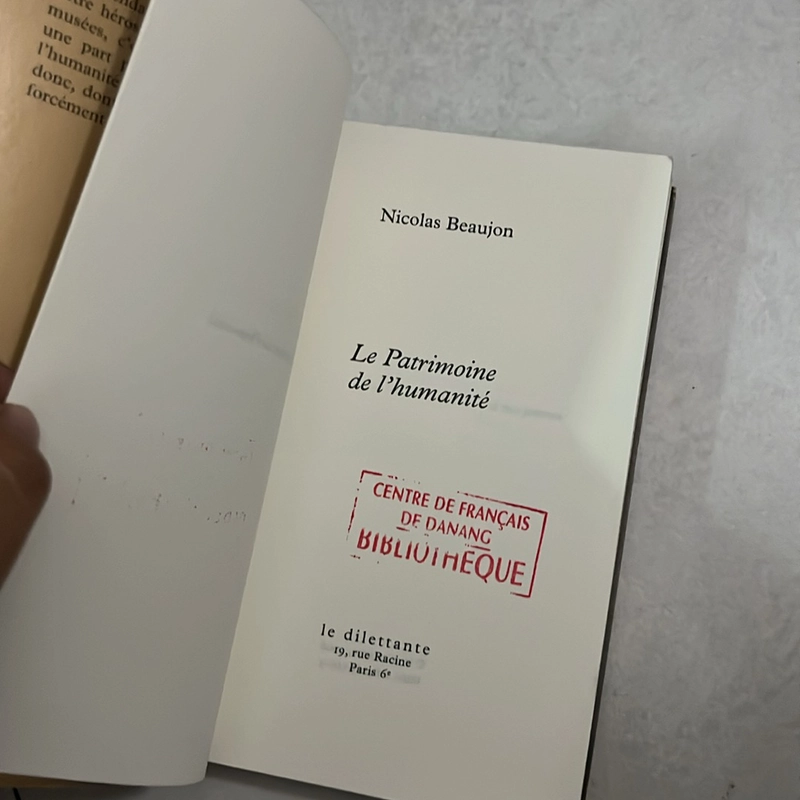 musées,
une part
l'humanité
donc,
forcément
Nicolas Beaujon
Le Patrimoine
de l'humanité
CENTRE DE FRANÇAIS
DE DANANG
BIBLIOTHÈQUE
le dilettante
19, rue Racine
Paris 6e